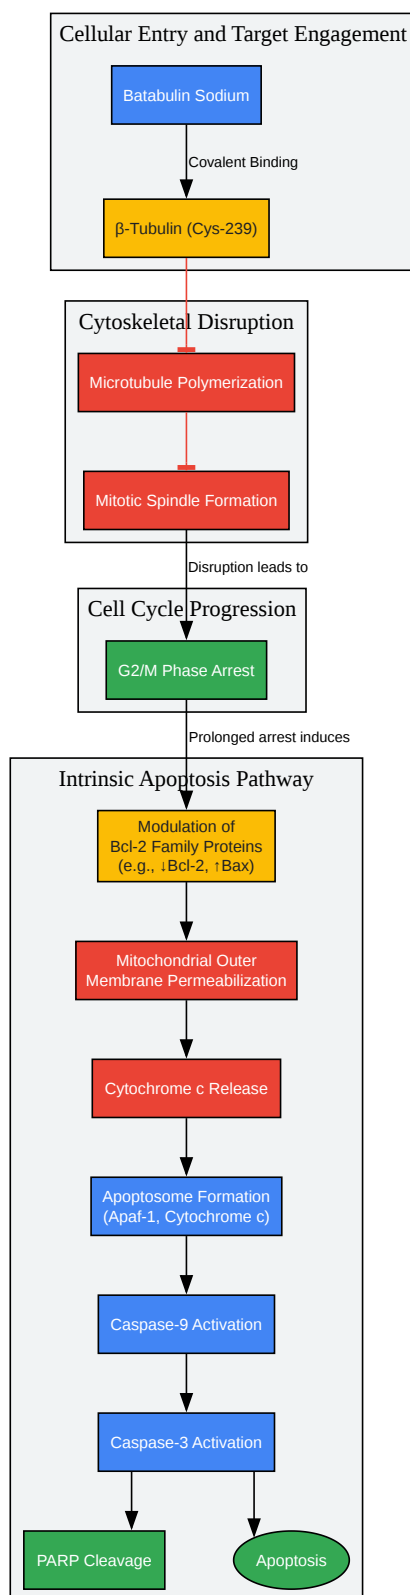 Cellular Entry and Target Engagement
Batabulin Sodium
Covalent Binding
β-Tubulin (Cys-239)
Cytoskeletal Disruption
Microtubule Polymerization
Mitotic Spindle Formation
Disruption leads to
Cell Cycle Progression
G2/M Phase Arrest
Prolonged arrest induces
Intrinsic Apoptosis Pathway
Modulation of
Bcl-2 Family Proteins
(e.g., ↓Bcl-2, ↑Bax)
Mitochondrial Outer
Membrane Permeabilization
Cytochrome c Release
Apoptosome Formation
(Apaf-1, Cytochrome c)
Caspase-9 Activation
Caspase-3 Activation
PARP Cleavage
Apoptosis